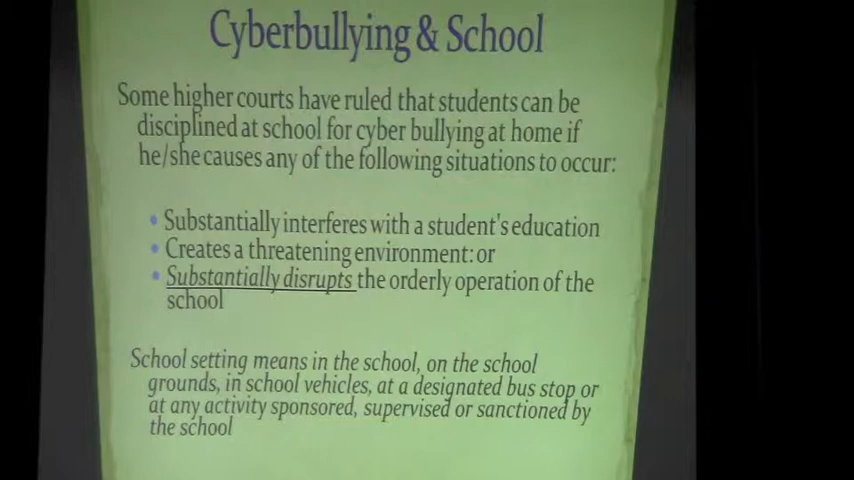 Cyberbullying & School
Some higher courts have ruled that students can be
disciplined at school for cyber bullying at home if
he/she causes any of the following situations to occur:
• Substantially interferes with a student's education
• Creates a threatening environment: or
• Substantially disrupts the orderly operation of the
school
School setting means in the school, on the school
grounds, in school vehicles, at a designated bus stop or
at any activity sponsored, supervised or sanctioned by
the school